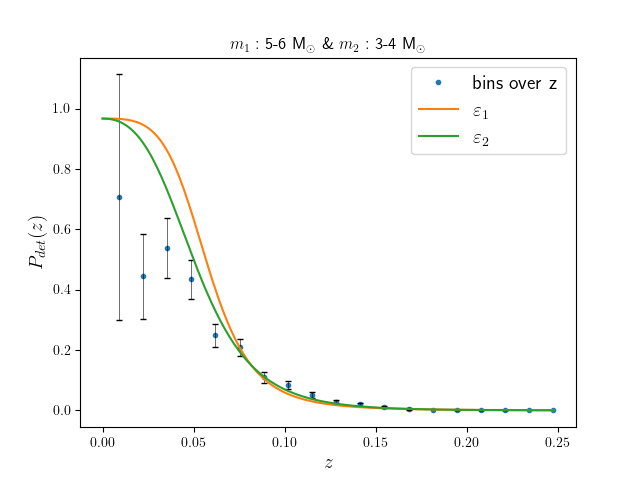 m₁ : 5-6 M⊙ & m₂ : 3-4 M⊙
bins over z
ε₁
ε₂
P_det(z)
1.0
0.8
0.6
0.4
0.2
0.0
0.00 0.05 0.10 0.15 0.20 0.25
z